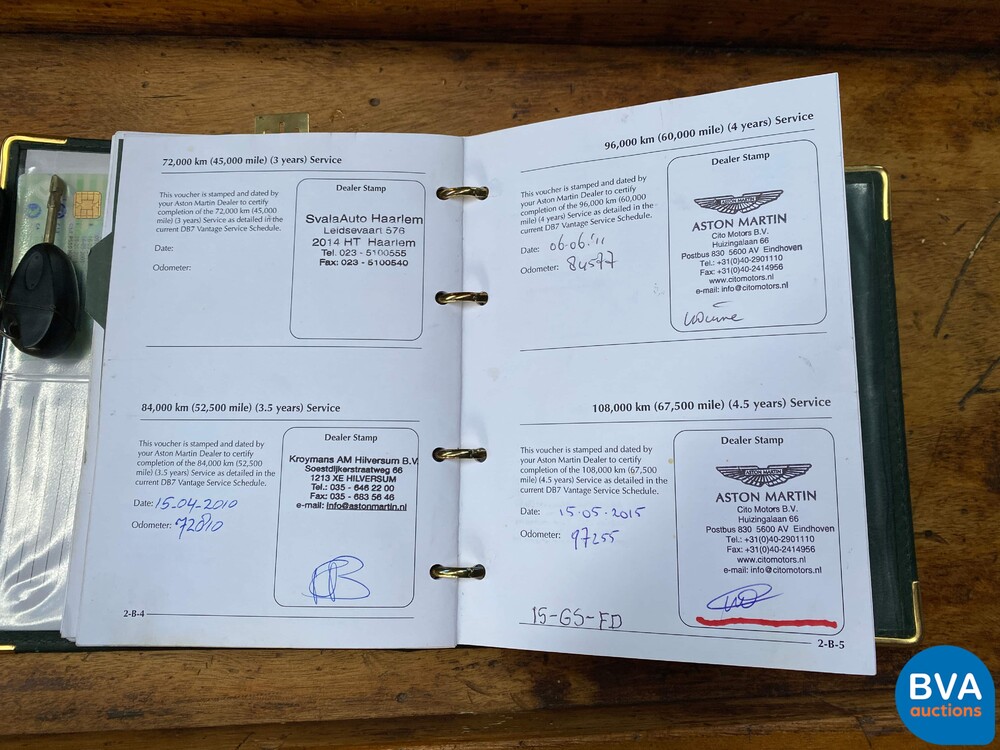 72,000 km (45,000 mile) (3 years) Service
This voucher is stamped and dated by
your Aston Martin Dealer to certify
completion of the 72,000 km (45,000
mile) (3 years) Service as detailed in the
current DB7 Vantage Service Schedule.
Date:
Odometer:
Dealer Stamp
SvalaAuto Haarlem
Leidsevaart 576
2014 HT Haarlem
Tel. 023 - 5100555
Fax: 023 - 5100540
84,000 km (52,500 mile) (3.5 years) Service
This voucher is stamped and dated by
your Aston Martin Dealer to certify
completion of the 84,000 km (52,500
mile) (3.5 years) Service as detailed in the
current DB7 Vantage Service Schedule.
Date: 15-04-2010
Odometer: 72810
Dealer Stamp
Kroymans AM Hilversum B.V.
Soestdijkerstraatweg 66
1213 XE HILVERSUM
Tel.: 035 - 646 22 00
Fax: 035 - 683 56 46
e-mail: info@astonmartin.nl
2-B-4
96,000 km (60,000 mile) (4 years) Service
This voucher is stamped and dated by
your Aston Martin Dealer to certify
completion of the 96,000 km (60,000
mile) (4 years) Service as detailed in the
current DB7 Vantage Service Schedule.
Date: 06-06-'11
Odometer: 84577
Dealer Stamp
ASTON MARTIN
ASTON MARTIN
Cito Motors B.V.
Huizingalaan 66
Postbus 830 5600 AV Eindhoven
Tel.: +31(0)40-2901110
Fax: +31(0)40-2414956
www.citomotors.nl
e-mail: info@citomotors.nl
108,000 km (67,500 mile) (4.5 years) Service
This voucher is stamped and dated by
your Aston Martin Dealer to certify
completion of the 108,000 km (67,500
mile) (4.5 years) Service as detailed in the
current DB7 Vantage Service Schedule.
Date: 15-05-2015
Odometer: 97255
Dealer Stamp
ASTON MARTIN
ASTON MARTIN
Cito Motors B.V.
Huizingalaan 66
Postbus 830 5600 AV Eindhoven
Tel.: +31(0)40-2901110
Fax: +31(0)40-2414956
www.citomotors.nl
e-mail: info@citomotors.nl
15-GS-FD
2-B-5
BVA
auctions